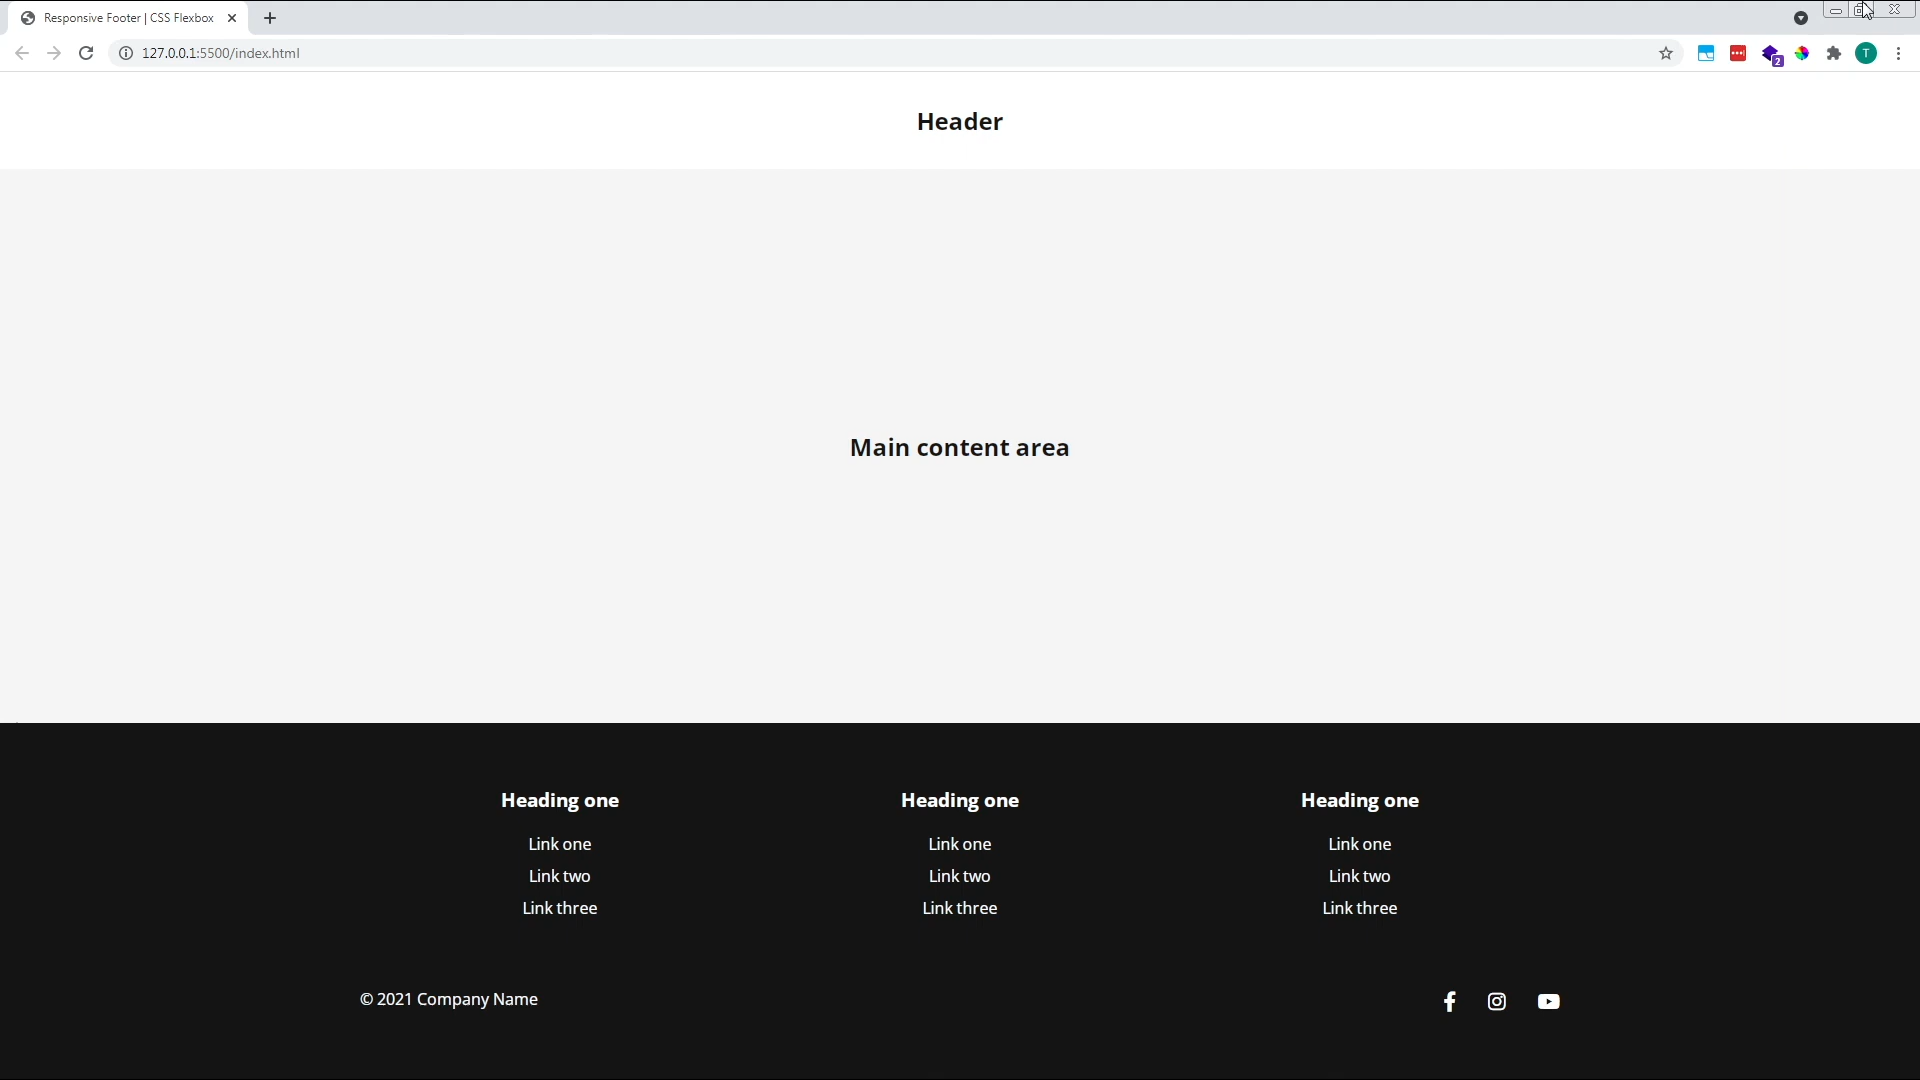 Responsive Footer | CSS Flexbox
127.0.0.1:5500/index.html
2
T
Header
Main content area
Heading one
Link one
Link two
Link three
Heading one
Link one
Link two
Link three
Heading one
Link one
Link two
Link three
© 2021 Company Name